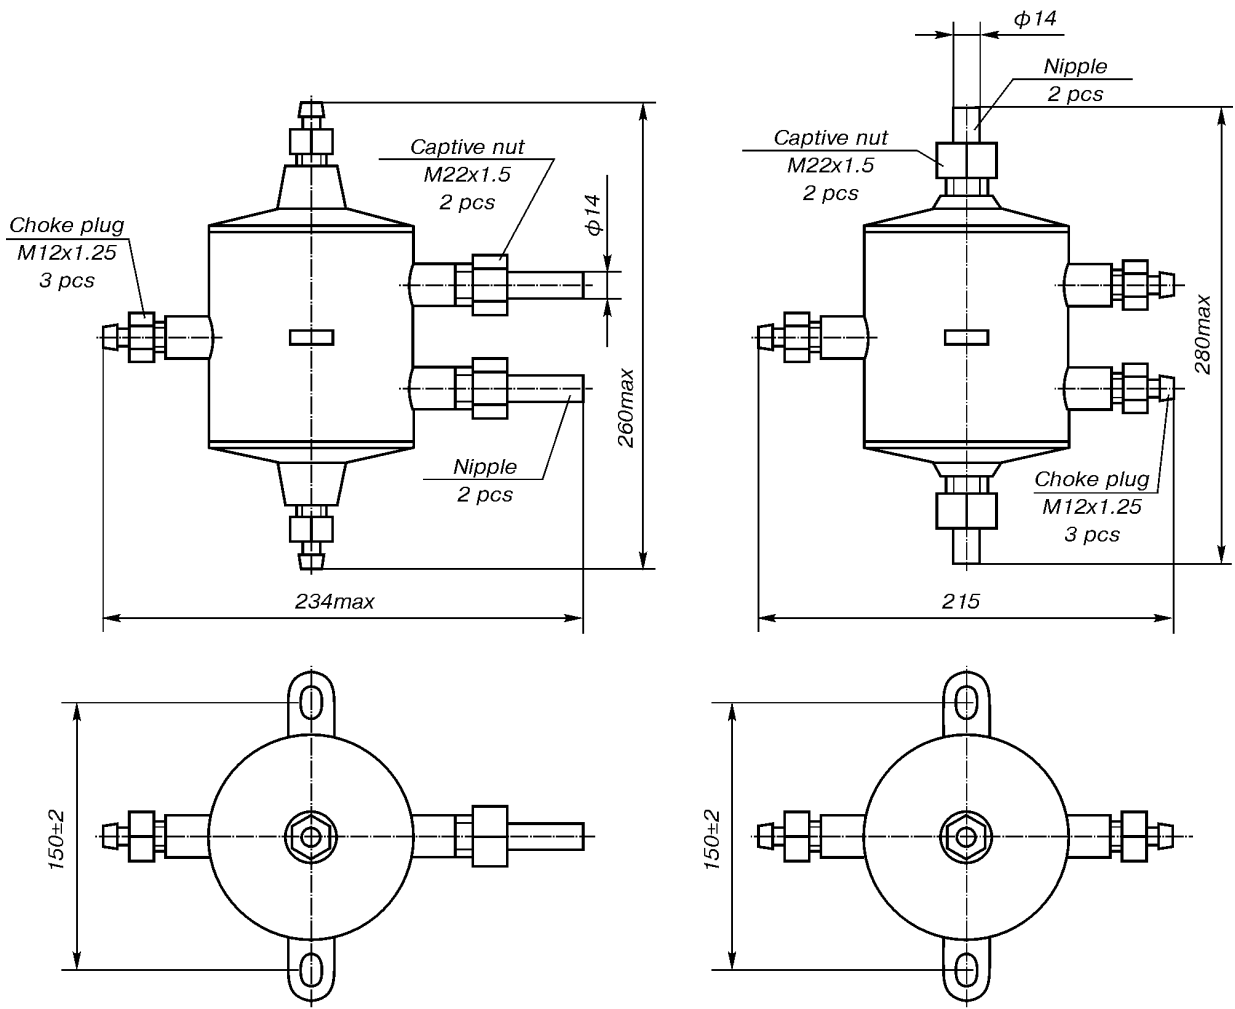 Captive nut
M22x1.5
2 pcs
ф14
Choke plug
M12x1.25
3 pcs
260max
Nipple
2 pcs
234max
150±2
ф14
Nipple
2 pcs
Captive nut
M22x1.5
2 pcs
280max
Choke plug
M12x1.25
3 pcs
215
150±2